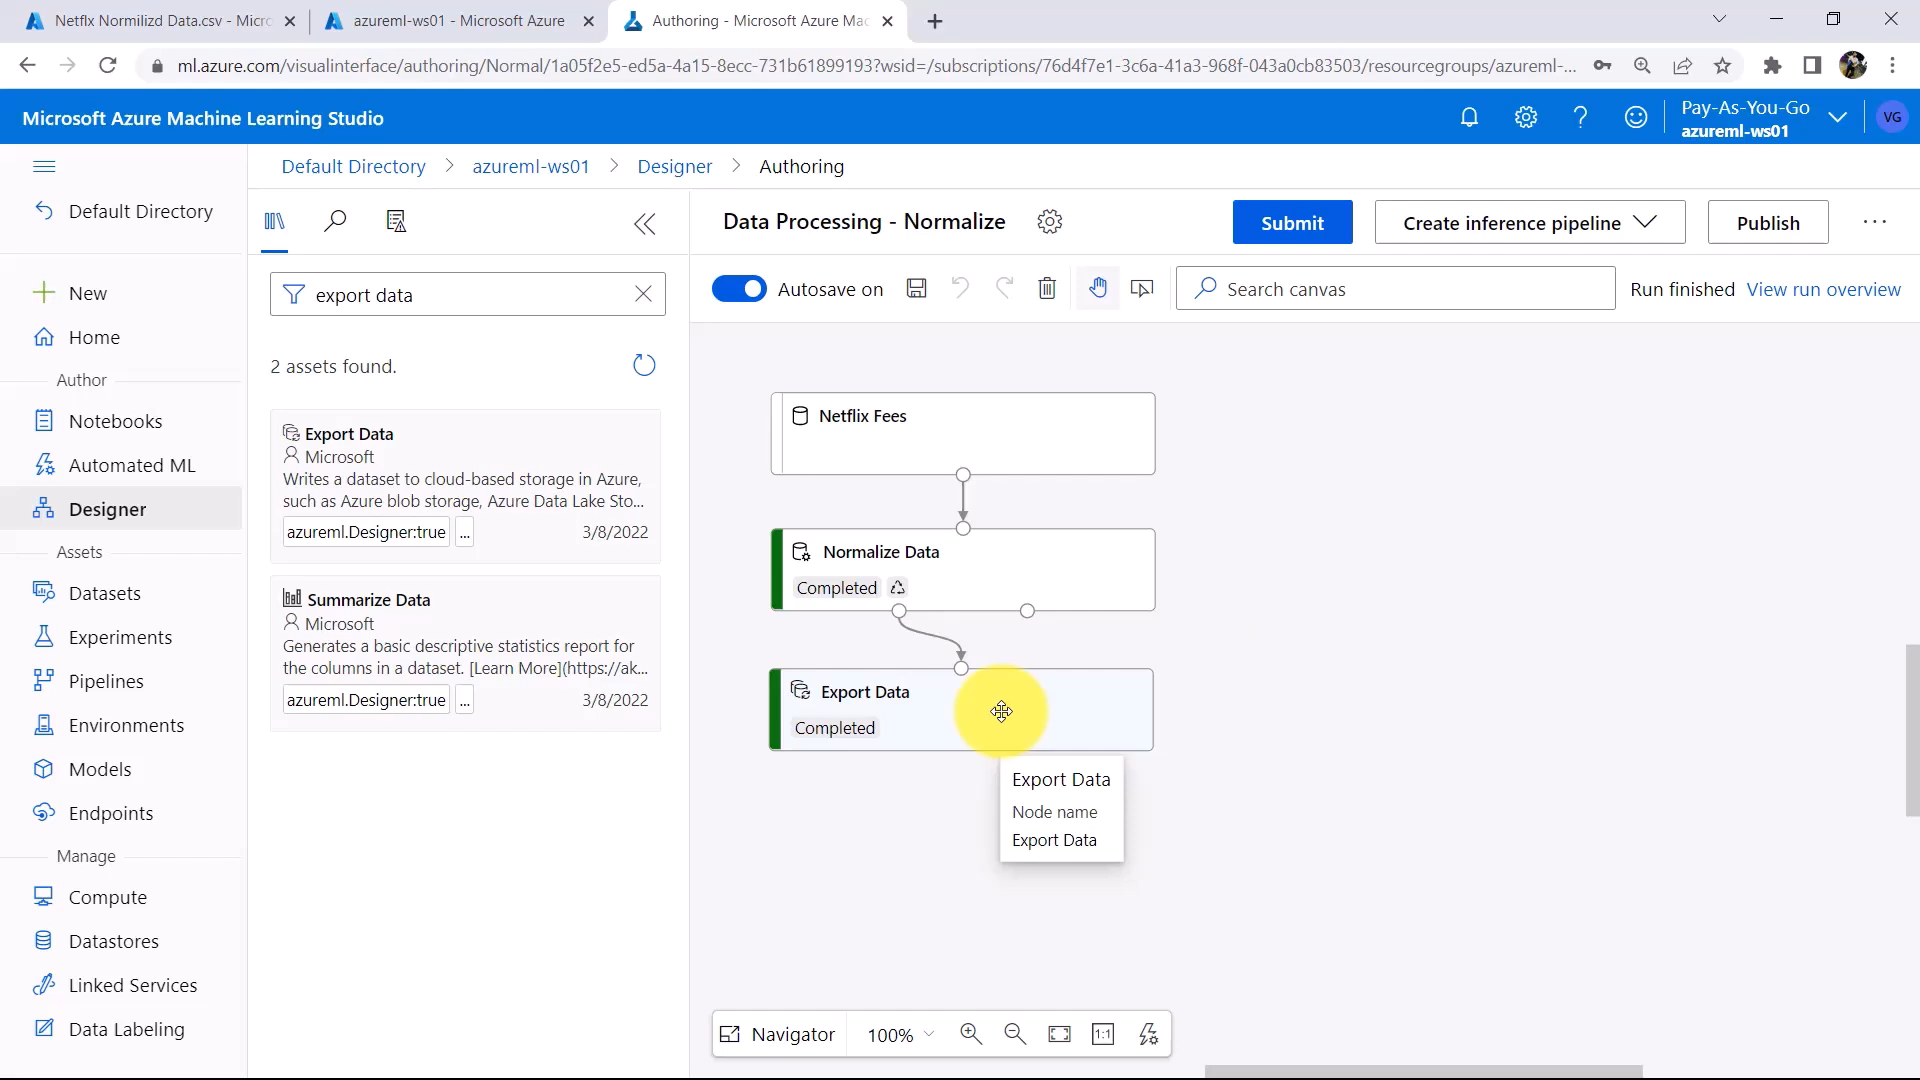 Netflx Normilizd Data.csv - Micro
azureml-ws01 - Microsoft Azure
Authoring - Microsoft Azure Mac
ml.azure.com/visualinterface/authoring/Normal/1a05f2e5-ed5a-4a15-8ecc-731b61899193?wsid=/subscriptions/76d4f7e1-3c6a-41a3-968f-043a0cb83503/resourcegroups/azureml-...
Microsoft Azure Machine Learning Studio
Pay-As-You-Go
azureml-ws01
VG
Default Directory > azureml-ws01 > Designer > Authoring
Default Directory
New
Home
Author
Notebooks
Automated ML
Designer
Assets
Datasets
Experiments
Pipelines
Environments
Models
Endpoints
Manage
Compute
Datastores
Linked Services
Data Labeling
export data
2 assets found.
Export Data
Microsoft
Writes a dataset to cloud-based storage in Azure,
such as Azure blob storage, Azure Data Lake Sto...
azureml.Designer:true ... 3/8/2022
Summarize Data
Microsoft
Generates a basic descriptive statistics report for
the columns in a dataset. [Learn More](https://ak...
azureml.Designer:true ... 3/8/2022
Data Processing - Normalize
Submit
Create inference pipeline
Publish
...
Autosave on
Search canvas
Run finished View run overview
Netflix Fees
Normalize Data
Completed
Export Data
Completed
Export Data
Node name
Export Data
Navigator
100%
1:1